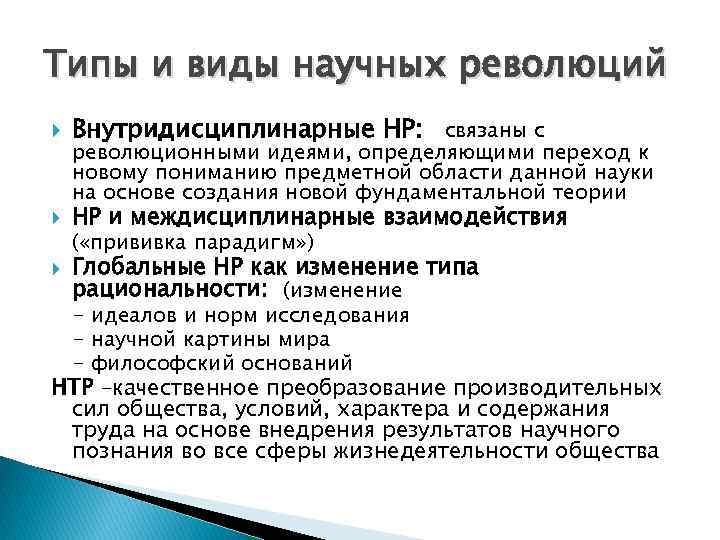 Типы и виды научных революций
Внутридисциплинарные НР: связаны с
революционными идеями, определяющими переход к
новому пониманию предметной области данной науки
на основе создания новой фундаментальной теории
НР и междисциплинарные взаимодействия
(«прививка парадигм»)
Глобальные НР как изменение типа
рациональности: (изменение
- идеалов и норм исследования
- научной картины мира
- философский оснований
НТР –качественное преобразование производительных
сил общества, условий, характера и содержания
труда на основе внедрения результатов научного
познания во все сферы жизнедеятельности общества